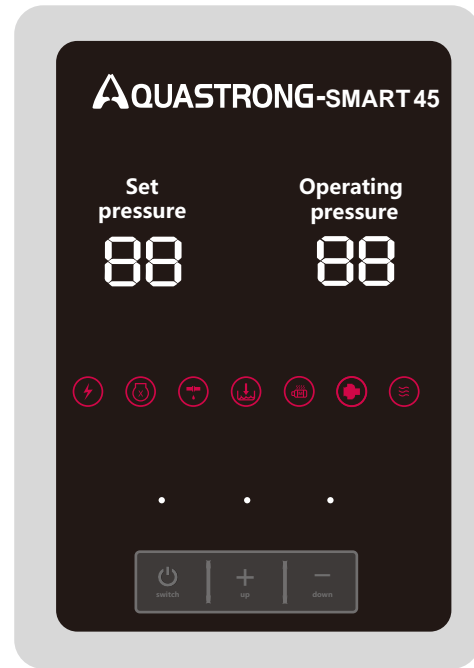 AQUASTRONG-SMART 45
Set pressure
Operating pressure
88 88
switch up down